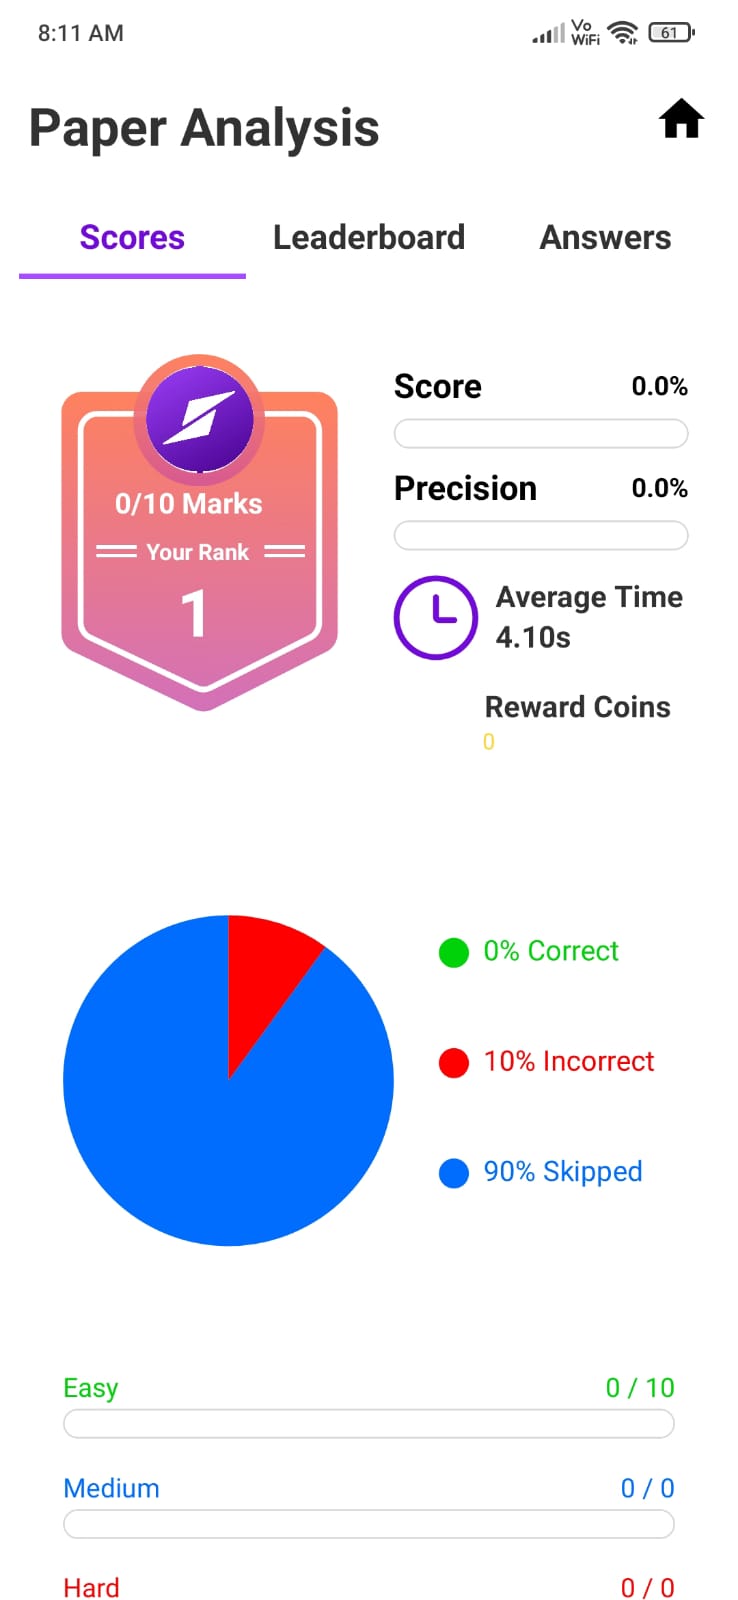 8:11 AM
Vo
WiFi
61
Paper Analysis
Scores
Leaderboard
Answers
0/10 Marks
Your Rank
1
Score
0.0%
Precision
0.0%
Average Time
4.10s
Reward Coins
0
0% Correct
10% Incorrect
90% Skipped
Easy
0 / 10
Medium
0 / 0
Hard
0 / 0